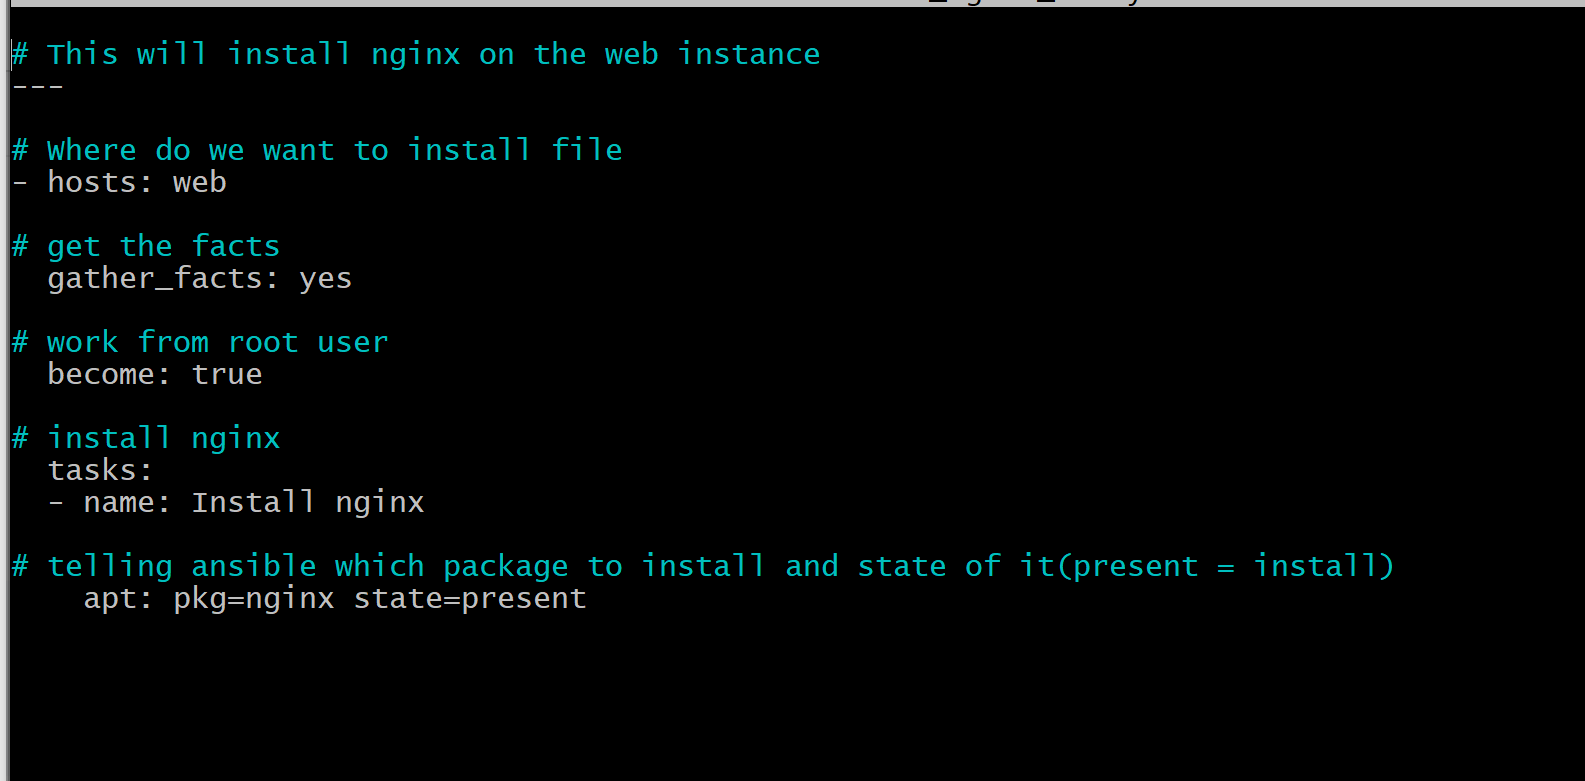 # This will install nginx on the web instance
---
# Where do we want to install file
- hosts: web
# get the facts
  gather_facts: yes
# work from root user
  become: true
# install nginx
  tasks:
  - name: Install nginx
# telling ansible which package to install and state of it(present = install)
    apt: pkg=nginx state=present